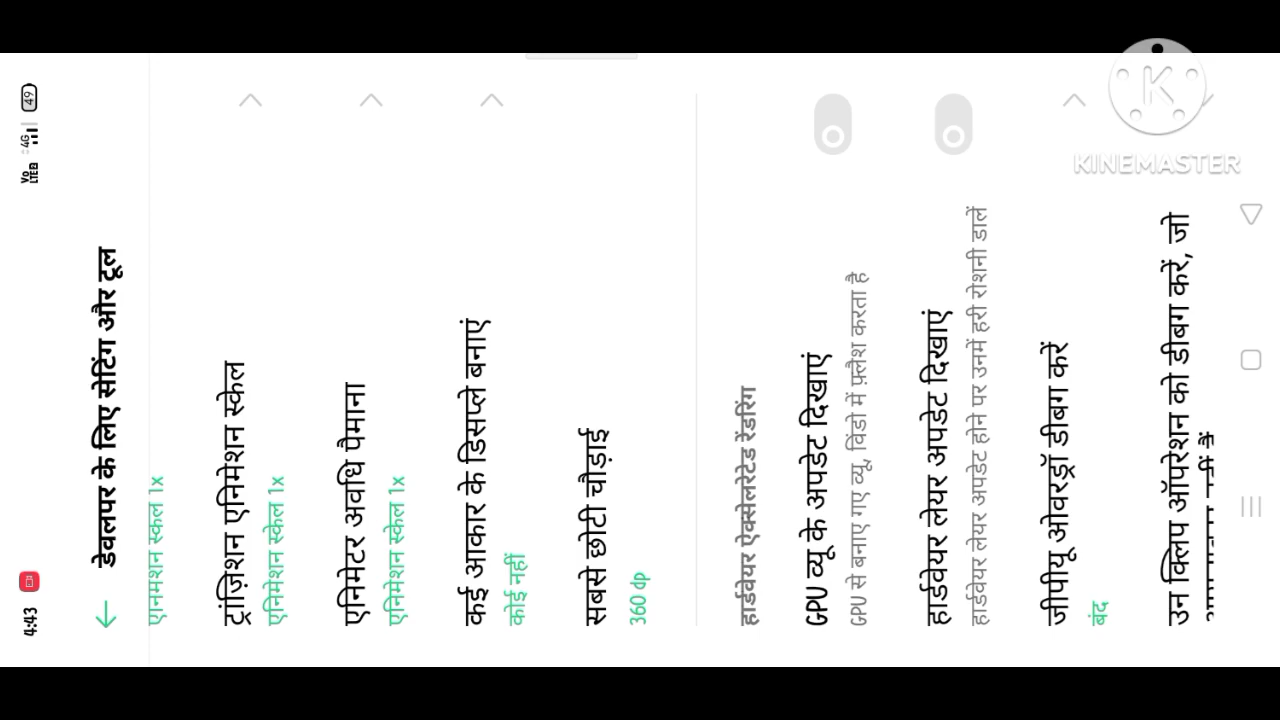 4:43
Vo LTE2 4G 49
डेवलपर के लिए सेटिंग और टूल
एनिमेशन स्केल 1x
ट्रांज़िशन एनिमेशन स्केल
एनिमेशन स्केल 1x
एनिमेटर अवधि पैमाना
एनिमेशन स्केल 1x
कई आकार के डिसप्ले बनाएं
कोई नहीं
सबसे छोटी चौड़ाई
360 dp
हार्डवेयर ऐक्सेलरेटेड रेंडरिंग
GPU व्यू के अपडेट दिखाएं
GPU से बनाए गए व्यू, विंडो में फ़्लैश करता है
हार्डवेयर लेयर अपडेट दिखाएं
हार्डवेयर लेयर अपडेट होने पर उनमें हरी रोशनी डालें
जीपीयू ओवरड्रॉ डीबग करें
बंद
उन क्लिप ऑपरेशन को डीबग करें, जो
KINEMASTER